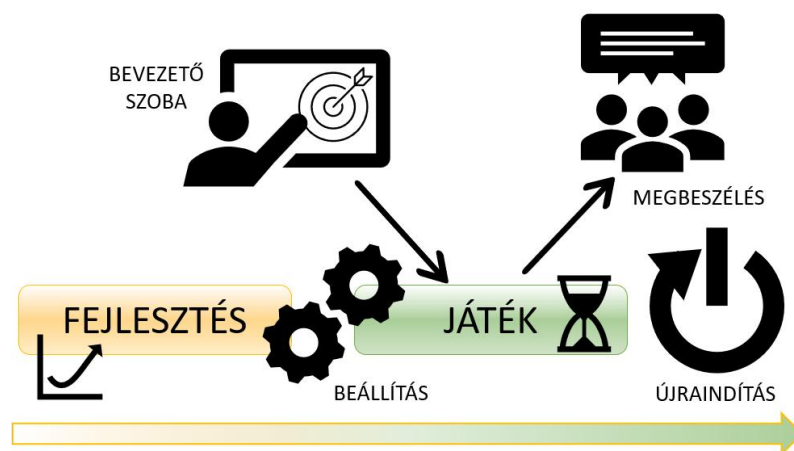 BEVEZETŐ
SZOBA
MEGBESZÉLÉS
FEJLESZTÉS
JÁTÉK
BEÁLLÍTÁS
ÚJRAINDÍTÁS